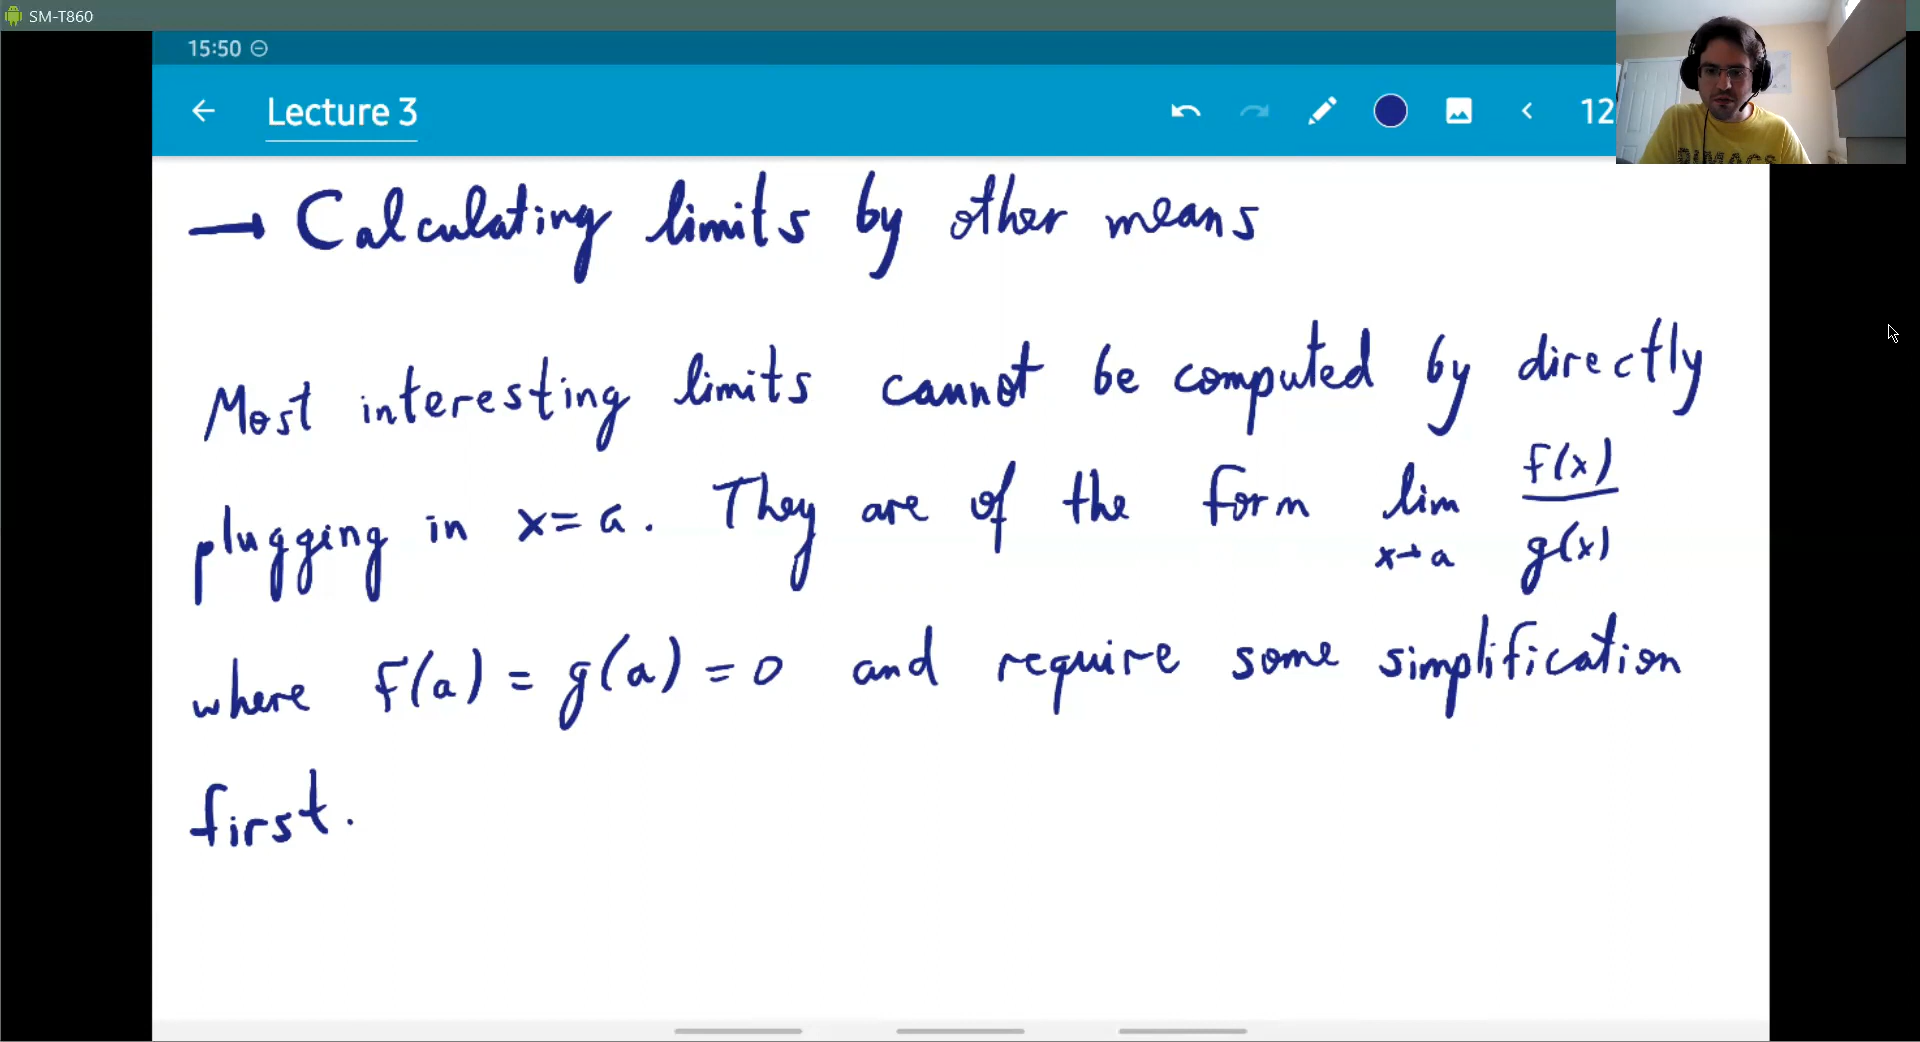 SM-T860
15:50
Lecture 3
12
→ Calculating limits by other means
Most interesting limits cannot be computed by directly
plugging in x = a. They are of the form lim x→a f(x)/g(x)
where f(a) = g(a) = 0 and require some simplification
first.